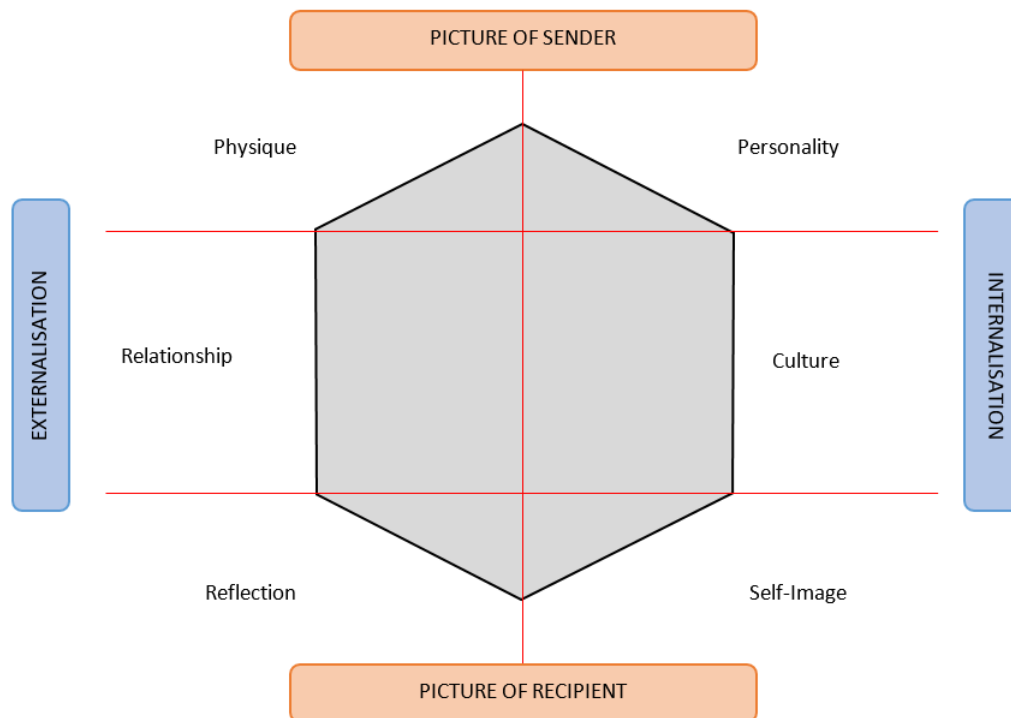 PICTURE OF SENDER
Physique
Personality
EXTERNALISATION
INTERNALISATION
Relationship
Culture
Reflection
Self-Image
PICTURE OF RECIPIENT